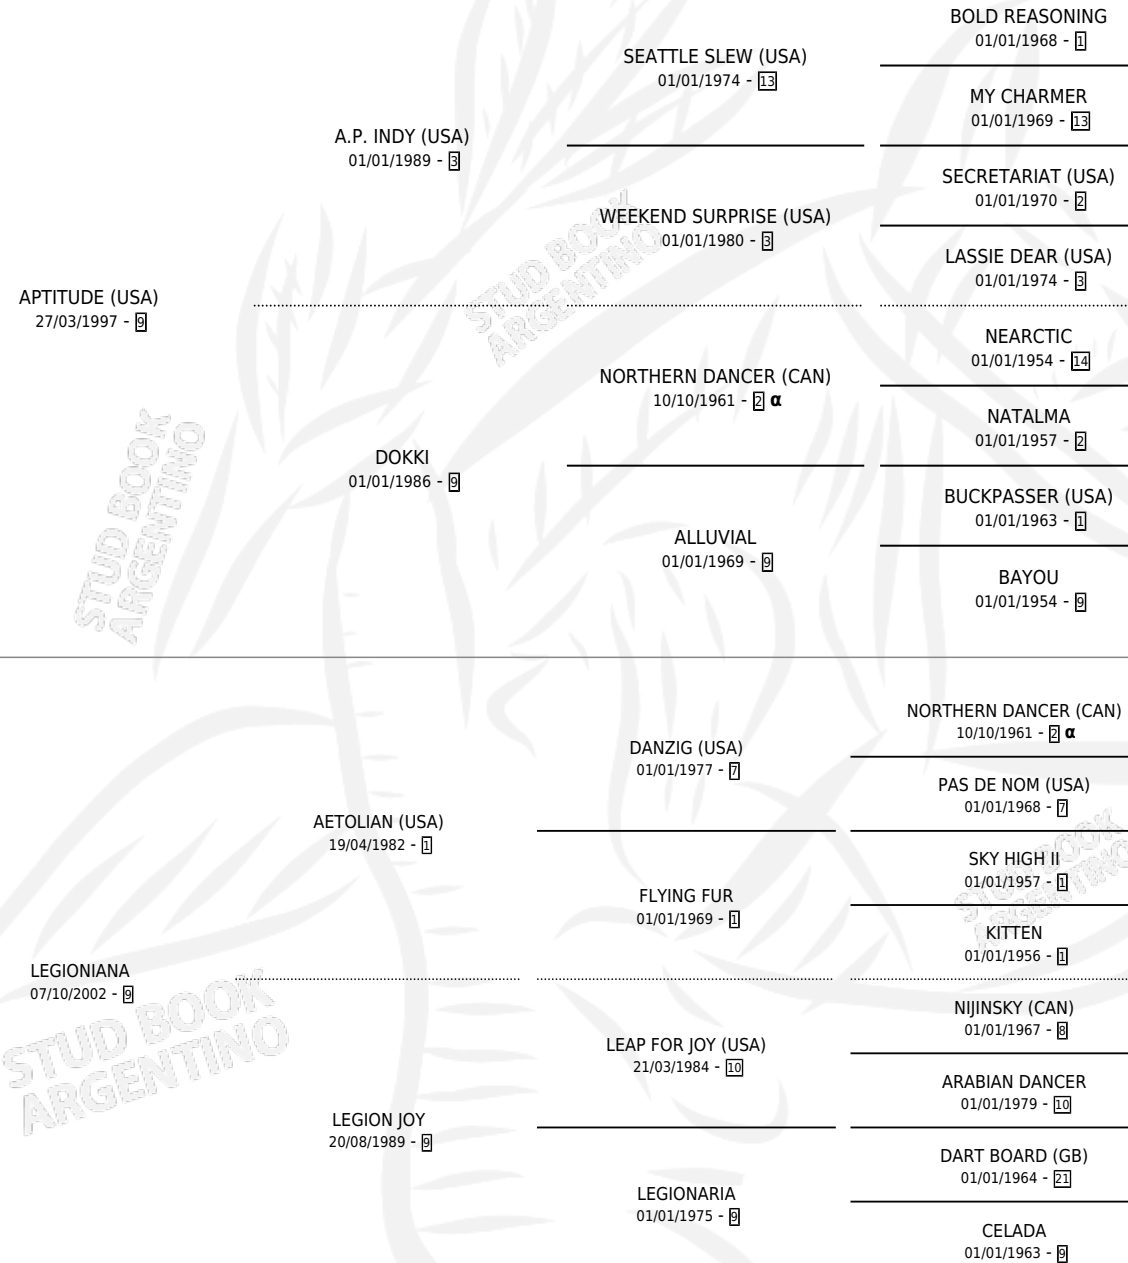 BOLD REASONING
01/01/1968 - 1
SEATTLE SLEW (USA)
01/01/1974 - 13
MY CHARMER
01/01/1969 - 13
A.P. INDY (USA)
01/01/1989 - 3
SECRETARIAT (USA)
01/01/1970 - 2
WEEKEND SURPRISE (USA)
01/01/1980 - 3
LASSIE DEAR (USA)
01/01/1974 - 3
APTITUDE (USA)
27/03/1997 - 9
NEARCTIC
01/01/1954 - 14
NORTHERN DANCER (CAN)
10/10/1961 - 2 α
NATALMA
01/01/1957 - 2
DOKKI
01/01/1986 - 9
BUCKPASSER (USA)
01/01/1963 - 1
ALLUVIAL
01/01/1969 - 9
BAYOU
01/01/1954 - 9
STUD BOOK
ARGENTINO
STUD BOOK
ARGENTINO
NORTHERN DANCER (CAN)
10/10/1961 - 2 α
DANZIG (USA)
01/01/1977 - 7
PAS DE NOM (USA)
01/01/1968 - 7
AETOLIAN (USA)
19/04/1982 - 1
SKY HIGH II
01/01/1957 - 1
FLYING FUR
01/01/1969 - 1
KITTEN
01/01/1956 - 1
LEGIONIANA
07/10/2002 - 9
NIJINSKY (CAN)
01/01/1967 - 8
LEAP FOR JOY (USA)
21/03/1984 - 10
ARABIAN DANCER
01/01/1979 - 10
LEGION JOY
20/08/1989 - 9
DART BOARD (GB)
01/01/1964 - 21
LEGIONARIA
01/01/1975 - 9
CELADA
01/01/1963 - 9
STUD BOOK
ARGENTINO
STUD BOOK
ARGENTINO